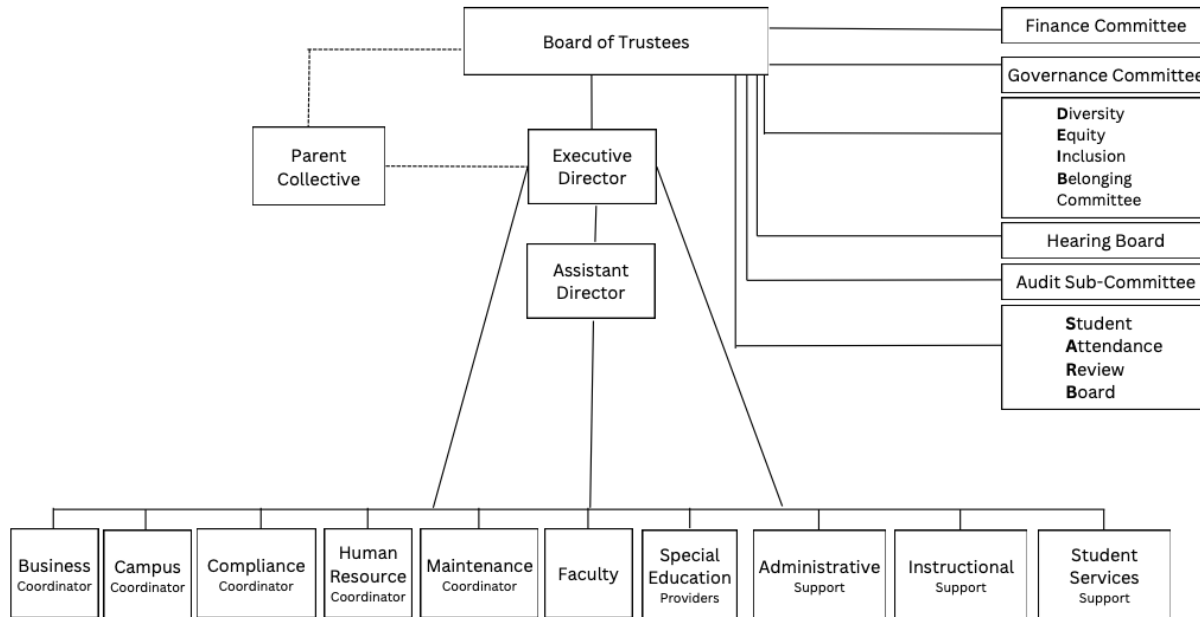 Board of Trustees
Finance Committee
Governance Committee
Diversity
Equity
Inclusion
Belonging
Committee
Hearing Board
Audit Sub-Committee
Student
Attendance
Review
Board
Parent
Collective
Executive
Director
Assistant
Director
Business
Coordinator
Campus
Coordinator
Compliance
Coordinator
Human
Resource
Coordinator
Maintenance
Coordinator
Faculty
Special
Education
Providers
Administrative
Support
Instructional
Support
Student
Services
Support